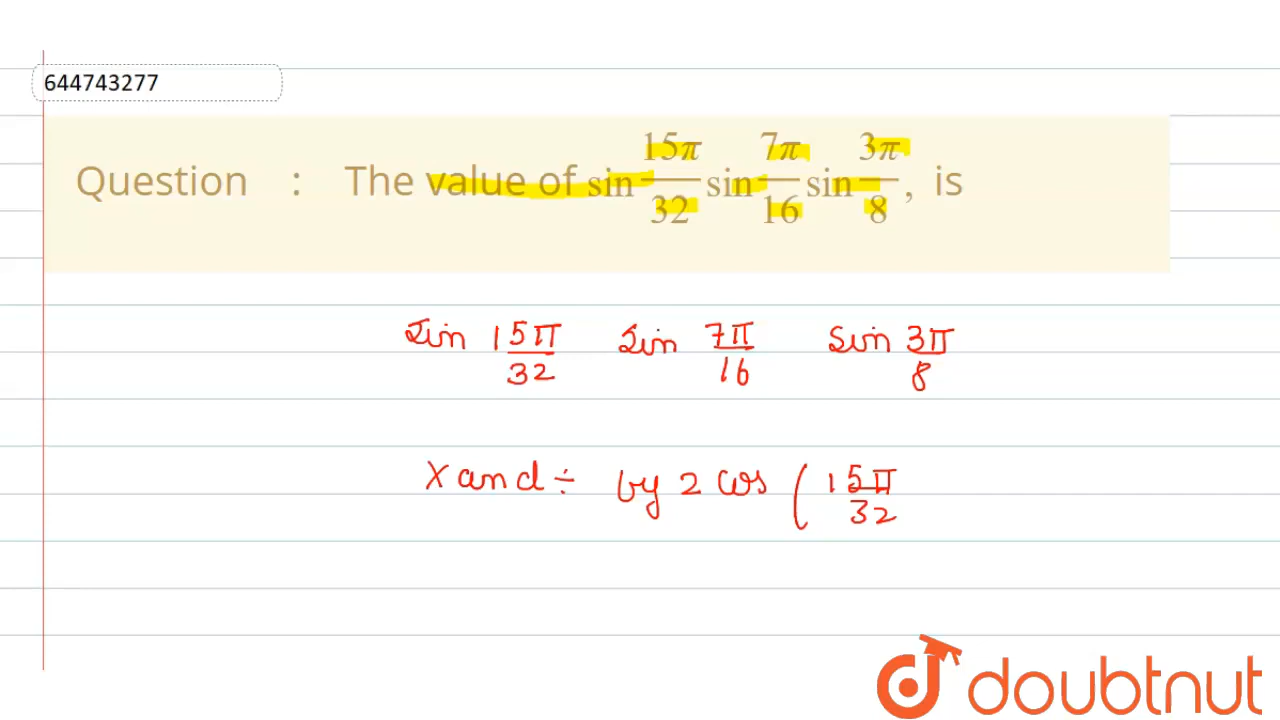 644743277
Question : The value of sin 15π/32 sin 7π/16 sin 3π/8, is
Sin 15π/32 Sin 7π/16 Sin 3π/8
X and ÷ by 2 cos (15π/32
doubtnut